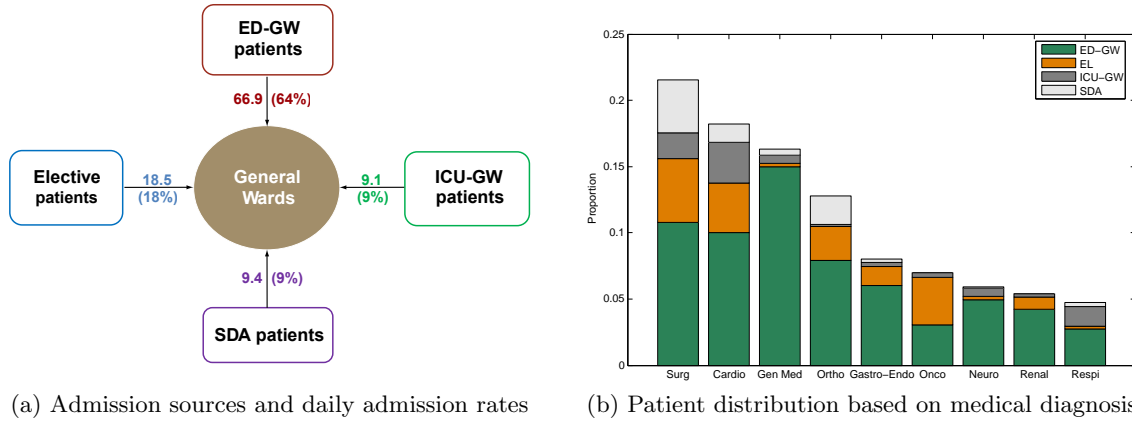 ED-GW
patients
66.9 (64%)
Elective
patients
18.5
(18%)
General
Wards
9.1
(9%)
ICU-GW
patients
9.4 (9%)
SDA patients
(a) Admission sources and daily admission rates
0.25
0.2
0.15
0.1
0.05
0
Proportion
ED−GW
EL
ICU−GW
SDA
Surg Cardio Gen Med Ortho Gastro−Endo Onco Neuro Renal Respi
(b) Patient distribution based on medical diagnosis